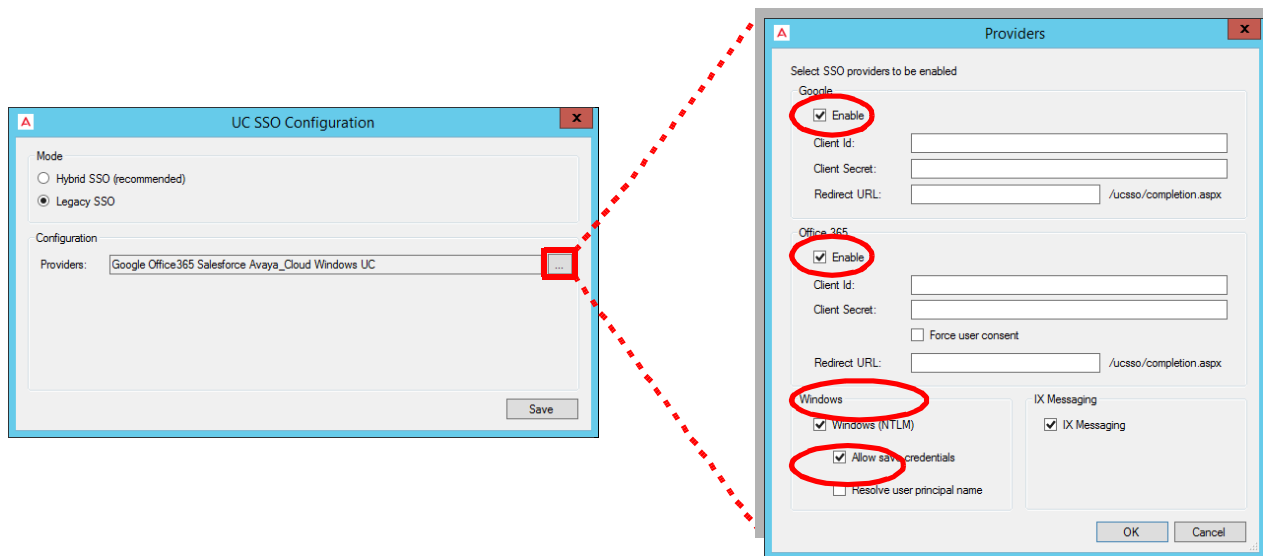 UC SSO Configuration
x
Mode
Hybrid SSO (recommended)
Legacy SSO
Configuration
Providers: Google Office365 Salesforce Avaya_Cloud Windows UC ...
Save
Providers
x
Select SSO providers to be enabled
Google
Enable
Client Id:
Client Secret:
Redirect URL: /ucsso/completion.aspx
Office 365
Enable
Client Id:
Client Secret:
Force user consent
Redirect URL: /ucsso/completion.aspx
Windows
Windows (NTLM)
Allow save credentials
Resolve user principal name
IX Messaging
IX Messaging
OK Cancel